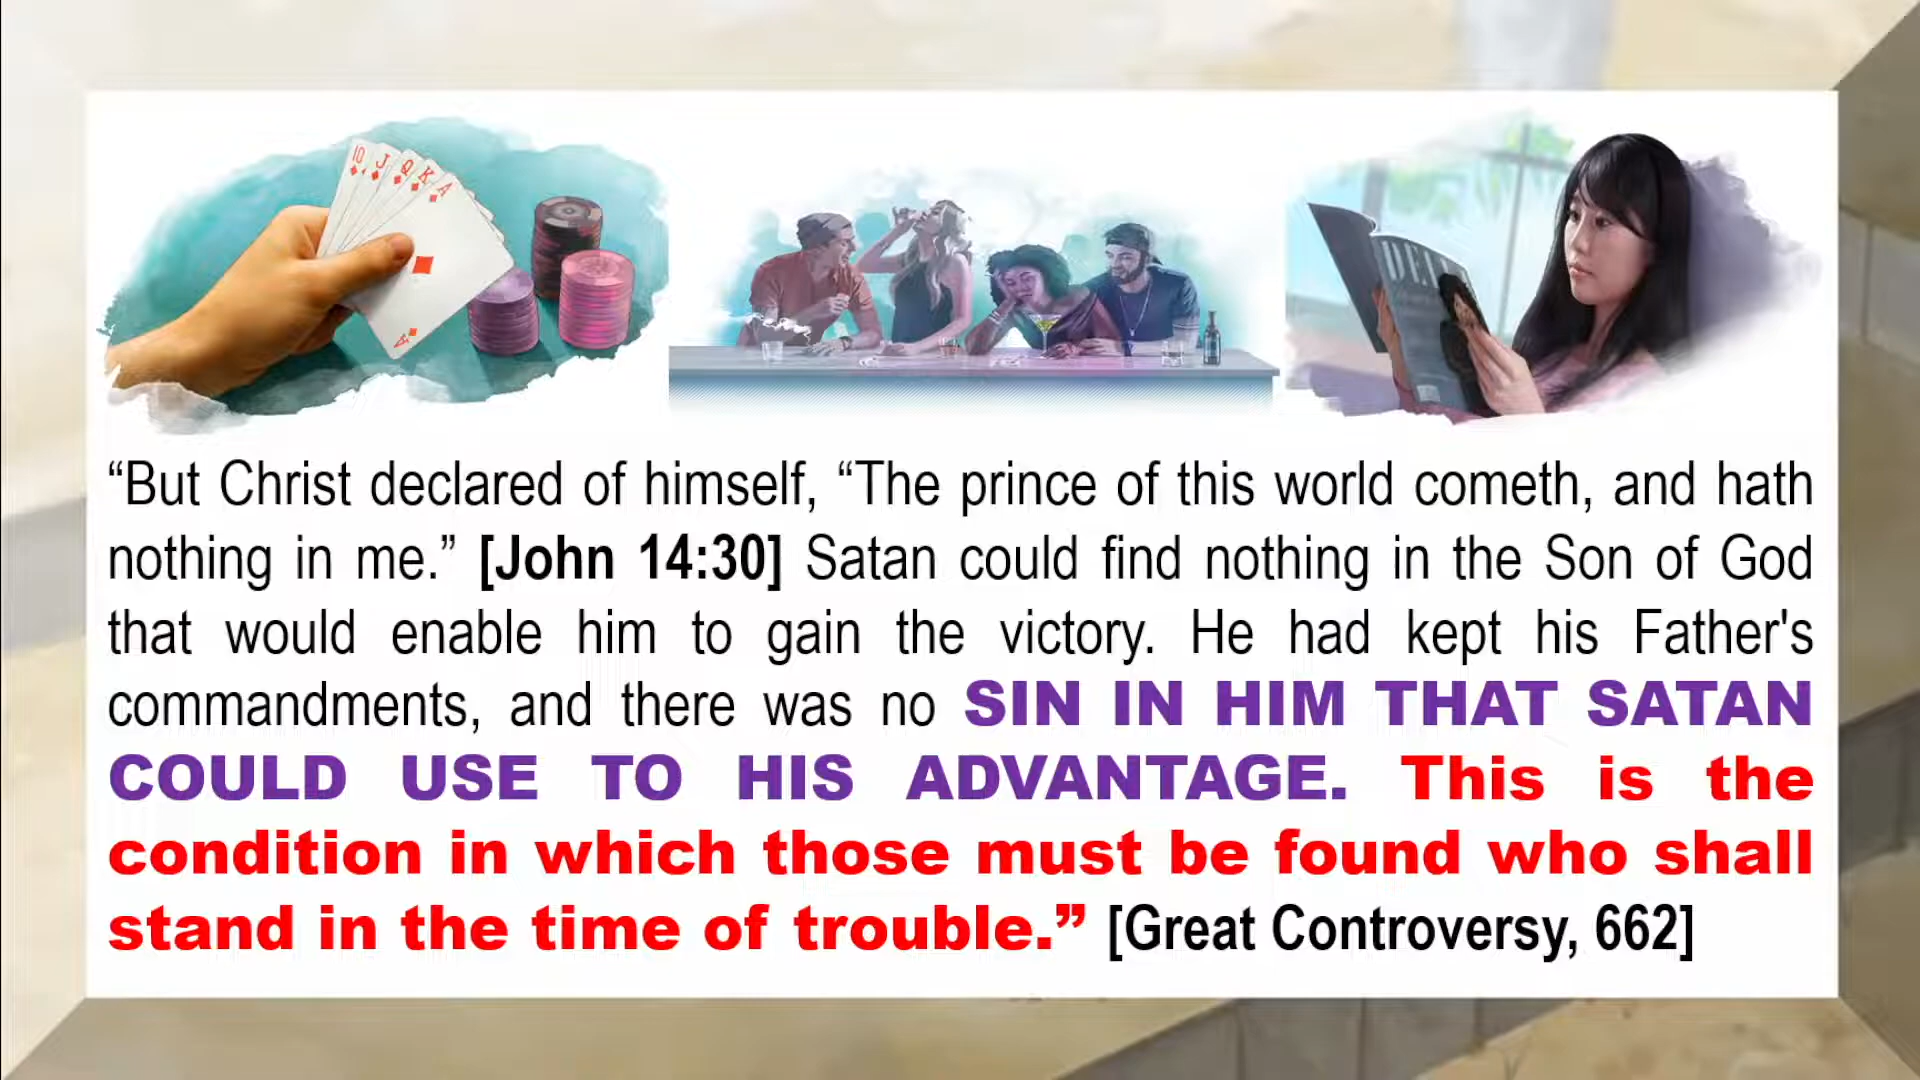 10 J Q K A
A
DEA
“But Christ declared of himself, “The prince of this world cometh, and hath
nothing in me.” [John 14:30] Satan could find nothing in the Son of God
that would enable him to gain the victory. He had kept his Father's
commandments, and there was no SIN IN HIM THAT SATAN
COULD USE TO HIS ADVANTAGE. This is the
condition in which those must be found who shall
stand in the time of trouble.” [Great Controversy, 662]